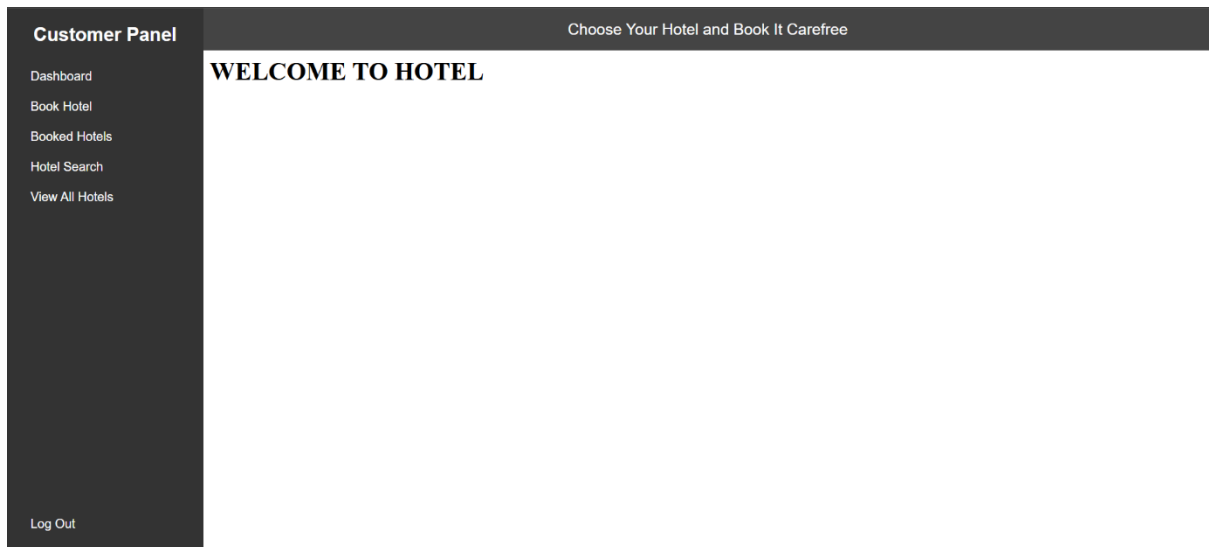 Customer Panel
Dashboard
Book Hotel
Booked Hotels
Hotel Search
View All Hotels
Log Out
Choose Your Hotel and Book It Carefree
WELCOME TO HOTEL